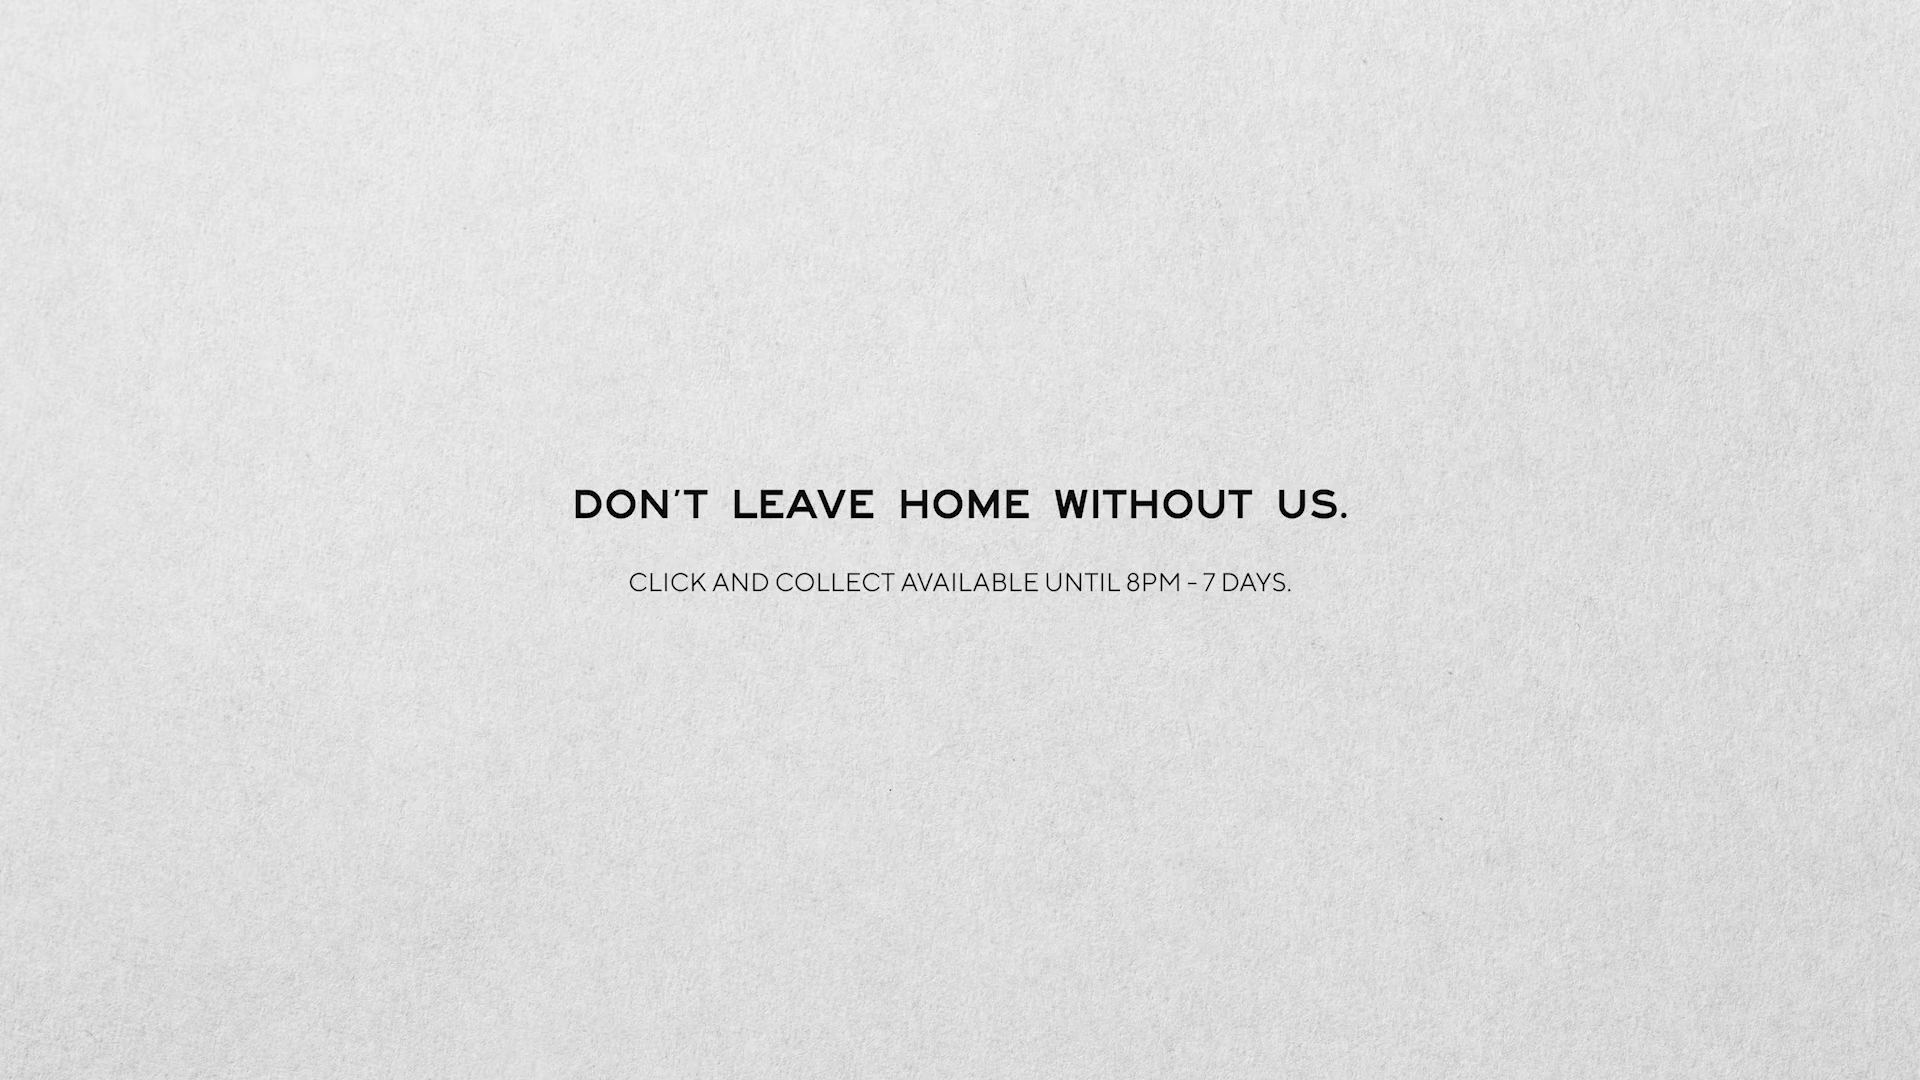 DON'T LEAVE HOME WITHOUT US.
CLICK AND COLLECT AVAILABLE UNTIL 8PM - 7 DAYS.